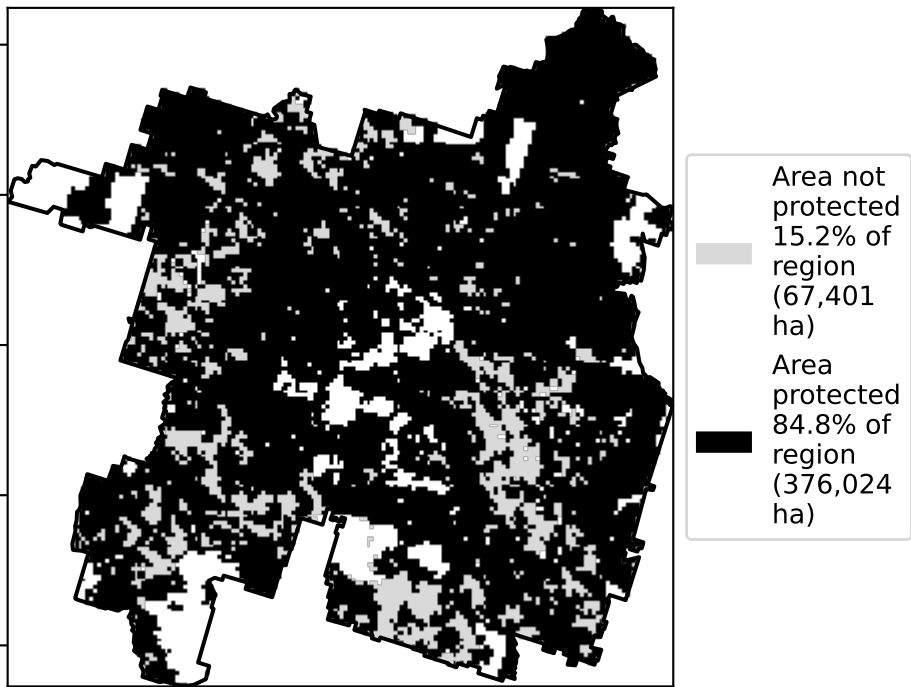 Area not
protected
15.2% of
region
(67,401
ha)
Area
protected
84.8% of
region
(376,024
ha)